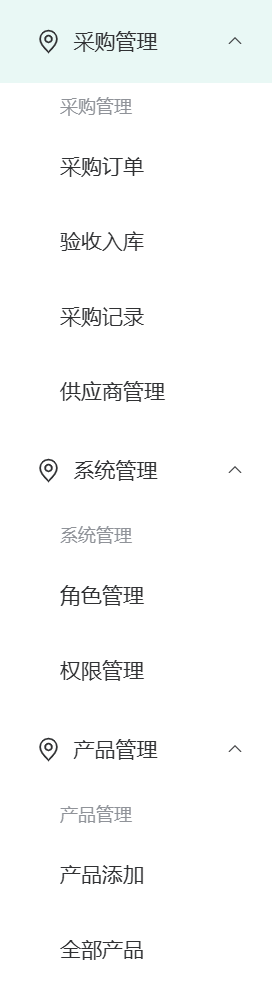 采购管理
采购管理
采购订单
验收入库
采购记录
供应商管理
系统管理
系统管理
角色管理
权限管理
产品管理
产品管理
产品添加
全部产品